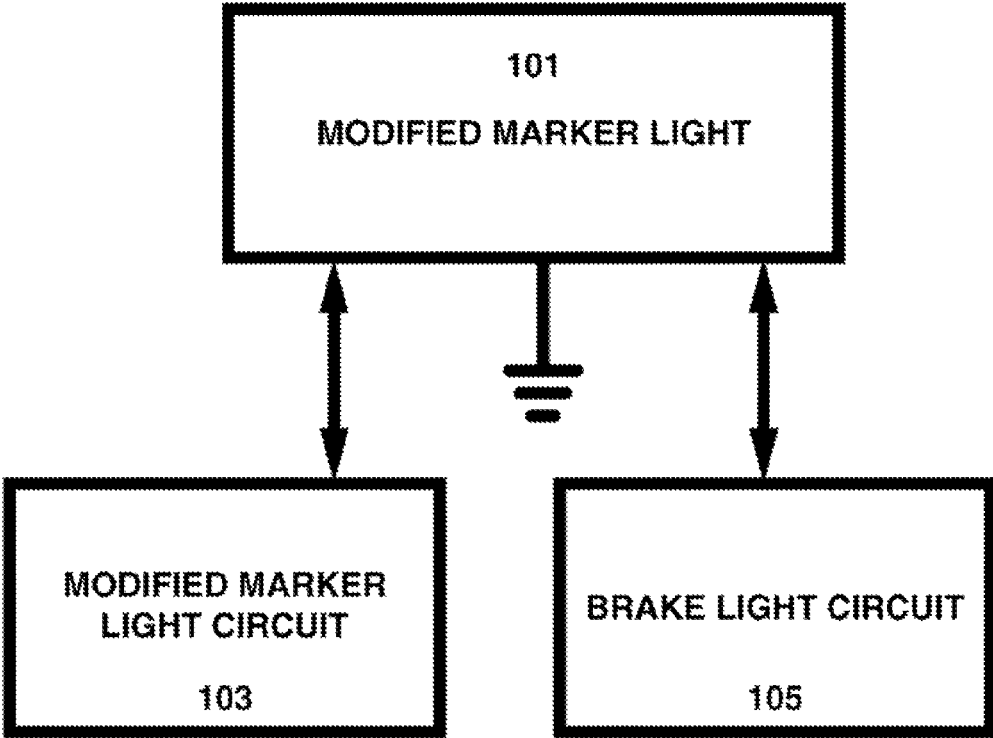 101
MODIFIED MARKER LIGHT
MODIFIED MARKER
LIGHT CIRCUIT
103
BRAKE LIGHT CIRCUIT
105